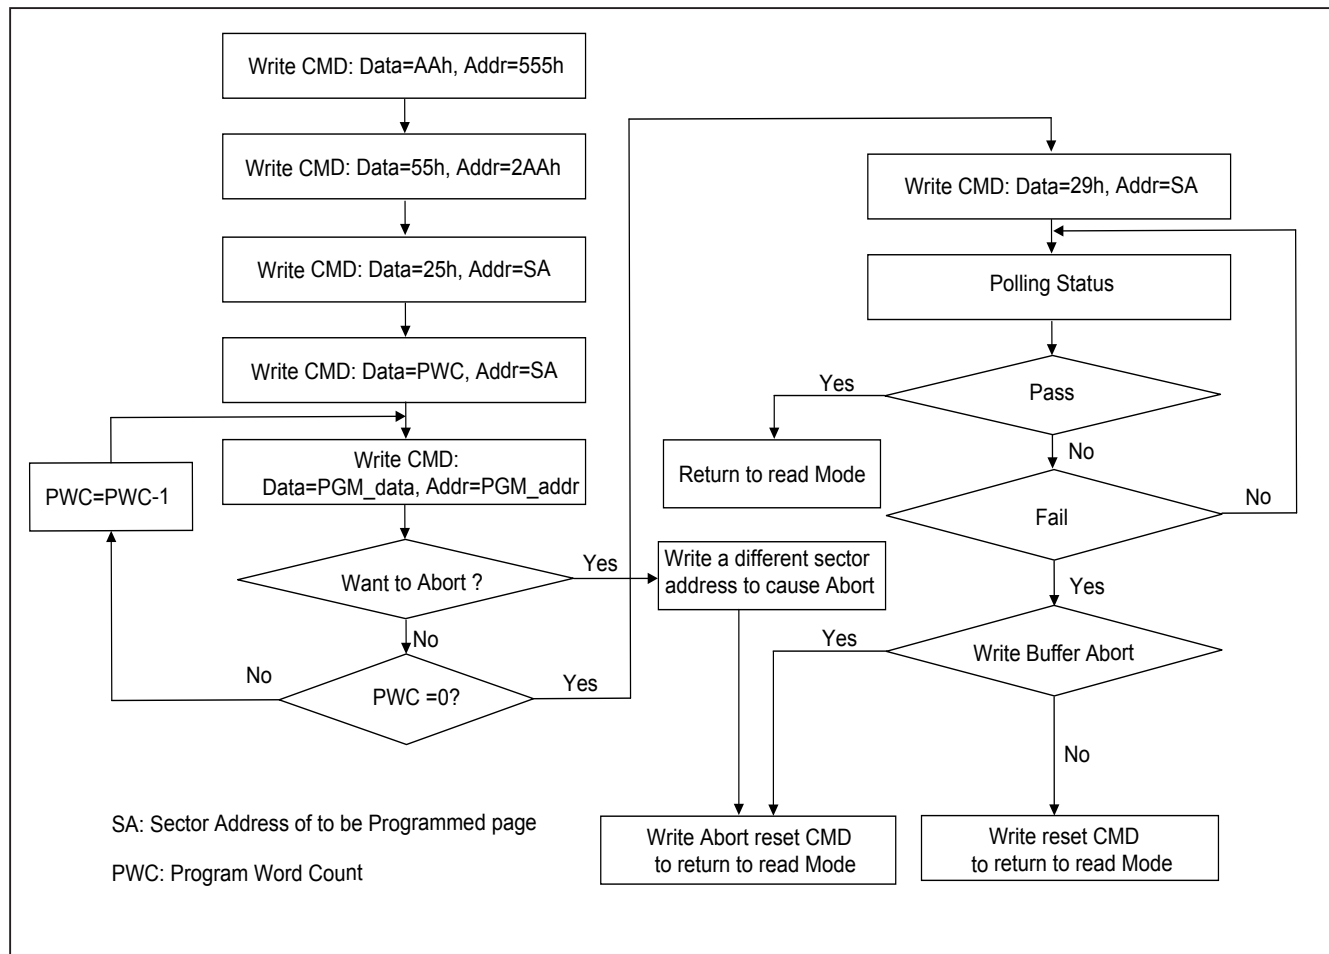 Write CMD: Data=AAh, Addr=555h
Write CMD: Data=55h, Addr=2AAh
Write CMD: Data=25h, Addr=SA
Write CMD: Data=PWC, Addr=SA
Write CMD:
Data=PGM_data, Addr=PGM_addr
PWC=PWC-1
Want to Abort ?
Yes
No
PWC =0?
No
Yes
Write a different sector
address to cause Abort
Write CMD: Data=29h, Addr=SA
Polling Status
Pass
Yes
No
Return to read Mode
Fail
No
Yes
Write Buffer Abort
Yes
No
Write Abort reset CMD
to return to read Mode
Write reset CMD
to return to read Mode
SA: Sector Address of to be Programmed page
PWC: Program Word Count